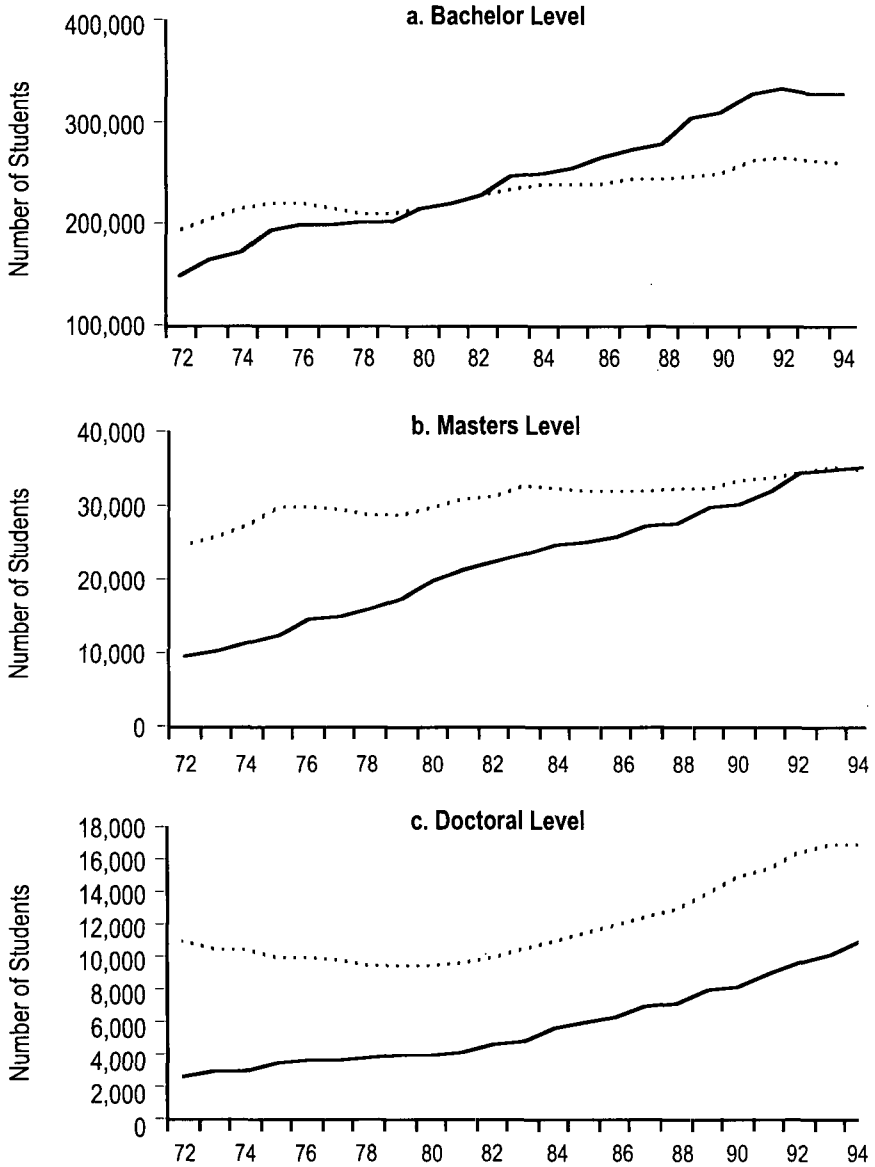 a. Bachelor Level
Number of Students
400,000
300,000
200,000
100,000
72 74 76 78 80 82 84 86 88 90 92 94
b. Masters Level
Number of Students
40,000
30,000
20,000
10,000
0
72 74 76 78 80 82 84 86 88 90 92 94
c. Doctoral Level
Number of Students
18,000
16,000
14,000
12,000
10,000
8,000
6,000
4,000
2,000
0
72 74 76 78 80 82 84 86 88 90 92 94